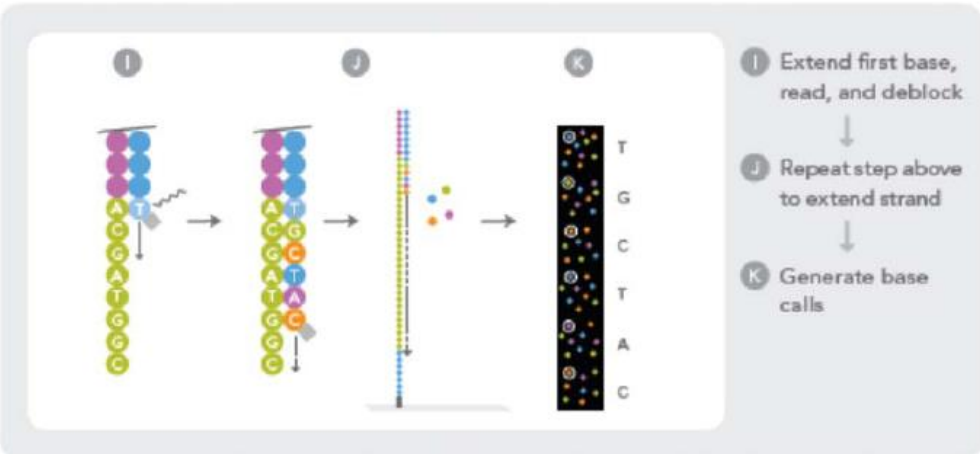 I
J
K
A T
C
G
A
T
G
G
C
A T
C G
G C
A T
T A
G C
G
C
T
G
C
T
A
C
I Extend first base,
read, and deblock
J Repeat step above
to extend strand
K Generate base
calls